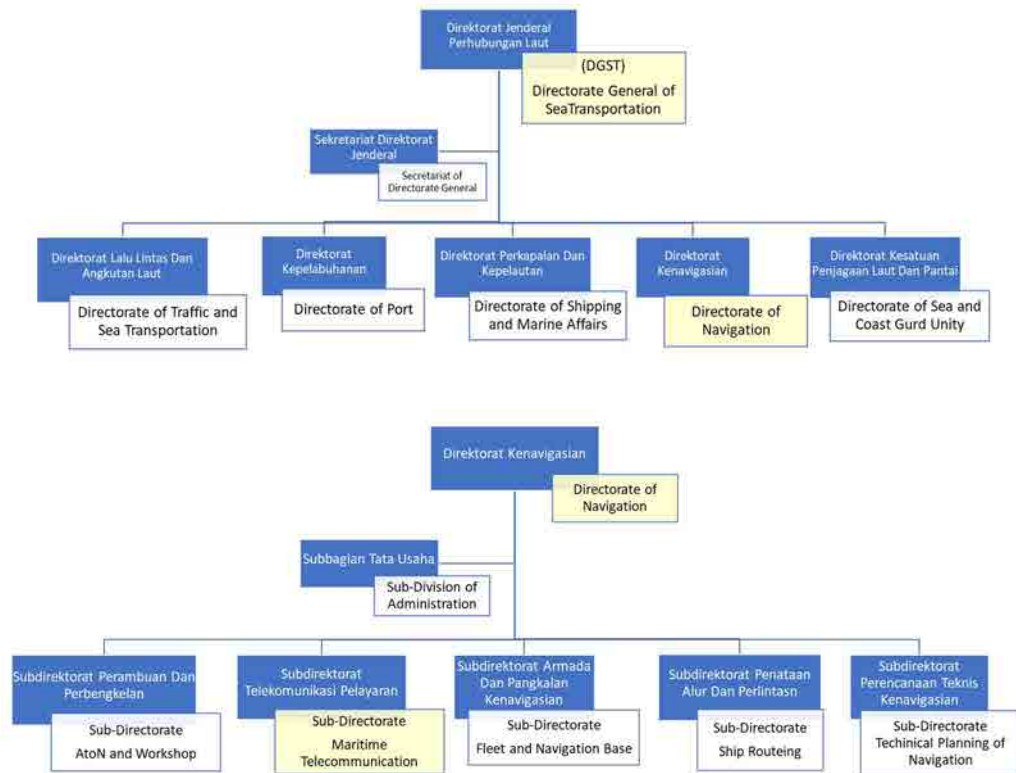 Direktorat Jenderal
Perhubungan Laut
(DGST)
Directorate General of
SeaTransportation
Sekretariat Direktorat
Jenderal
Secretariat of
Directorate General
Direktorat Lalu Lintas Dan
Angkutan Laut
Directorate of Traffic and
Sea Transportation
Direktorat
Kepelabuhanan
Directorate of Port
Direktorat Perkapalan Dan
Kepelautan
Directorate of Shipping
and Marine Affairs
Direktorat
Kenavigasian
Directorate of
Navigation
Direktorat Kesatuan
Penjagaan Laut Dan Pantai
Directorate of Sea and
Coast Gurd Unity
Direktorat Kenavigasian
Directorate of
Navigation
Subbagian Tata Usaha
Sub-Division of
Administration
Subdirektorat Perambuan Dan
Perbengkelan
Sub-Directorate
AtoN and Workshop
Subdirektorat
Telekomunikasi Pelayaran
Sub-Directorate
Maritime
Telecommunication
Subdirektorat Armada
Dan Pangkalan
Kenavigasian
Sub-Directorate
Fleet and Navigation Base
Subdirektorat Penataan
Alur Dan Perlintasn
Sub-Directorate
Ship Routeing
Subdirektorat
Perencanaan Teknis
Kenavigasian
Sub-Directorate
Techinical Planning of
Navigation